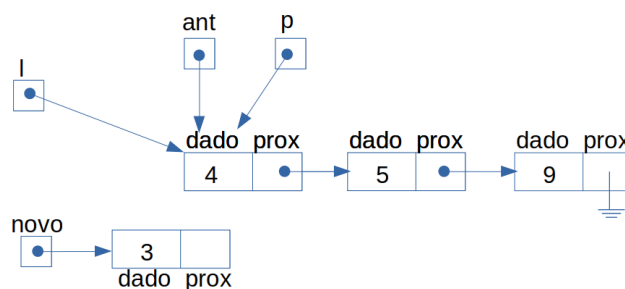 ant p
l
dado prox dado prox dado prox
4 5 9
novo
3
dado prox